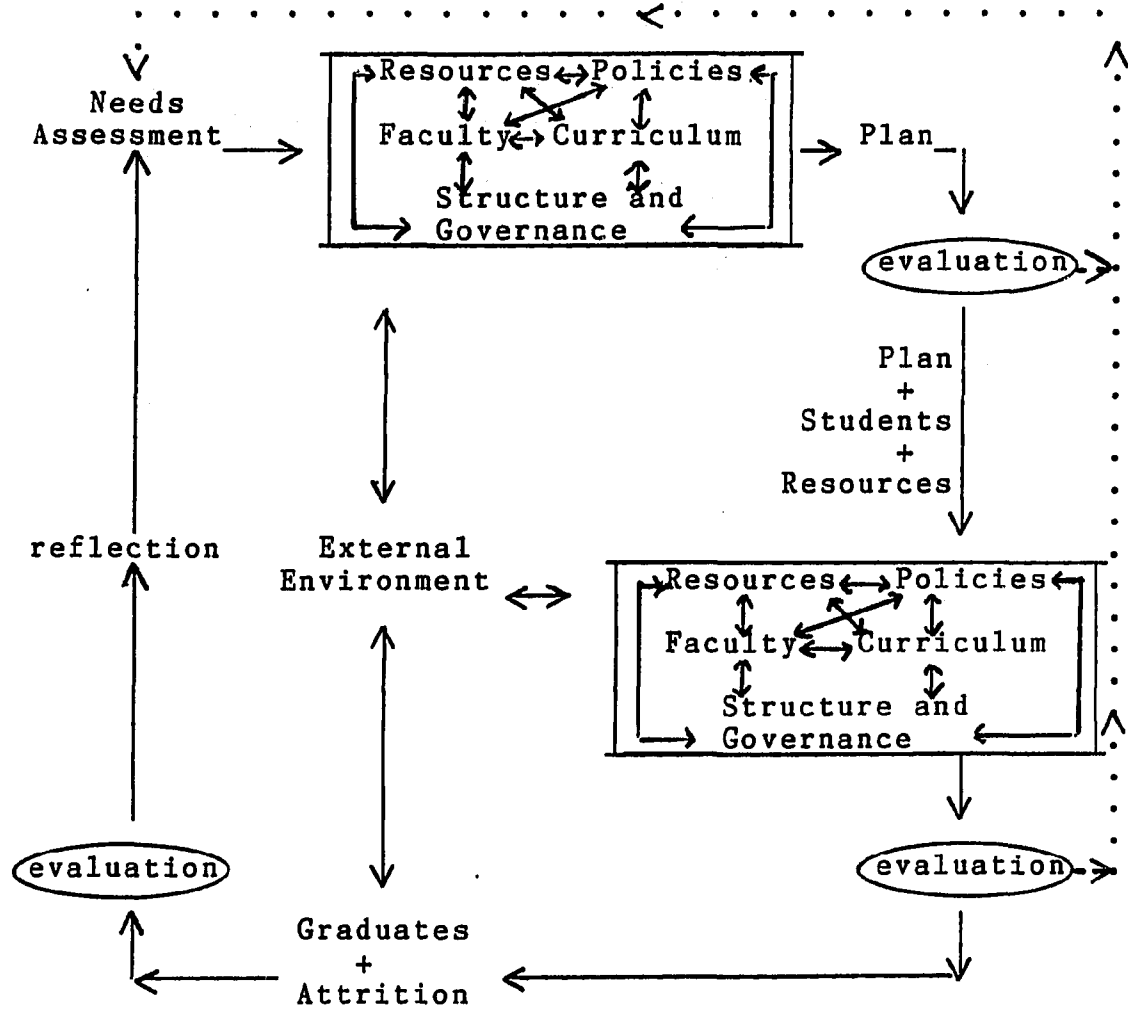 Needs
Assessment
Resources Policies
Faculty Curriculum
Structure and
Governance
Plan
evaluation
Plan
+
Students
+
Resources
reflection
External
Environment
Resources Policies
Faculty Curriculum
Structure and
Governance
evaluation
evaluation
Graduates
+
Attrition